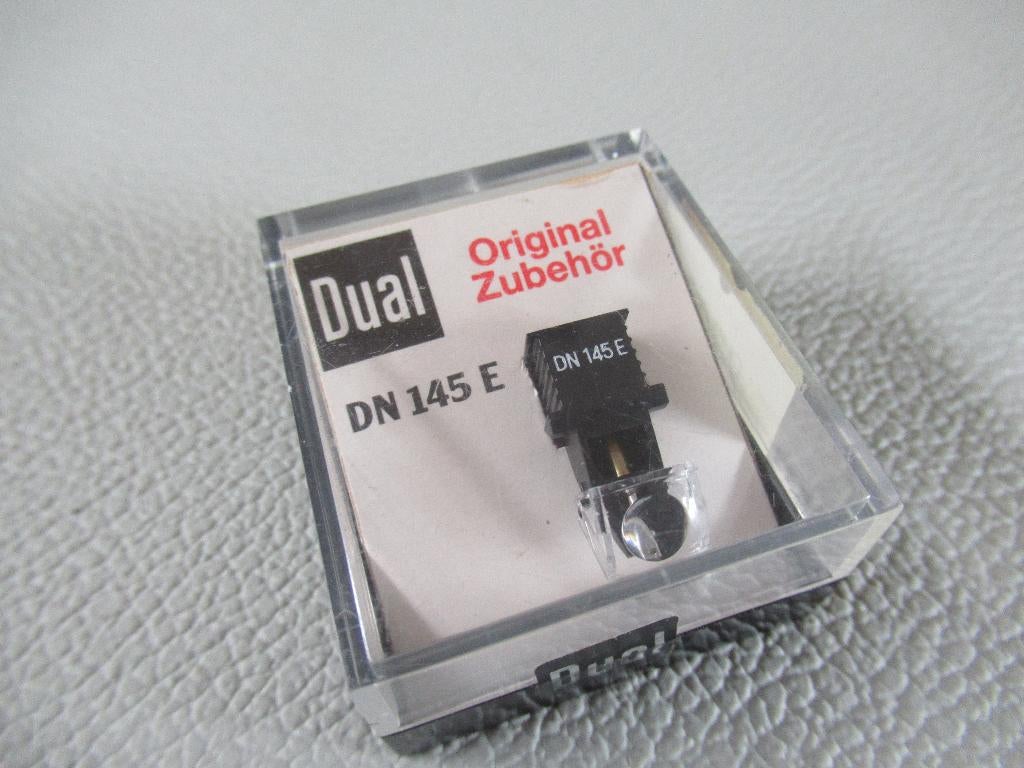 Dual
Original
Zubehör
DN 145 E
DN 145 E
Dual